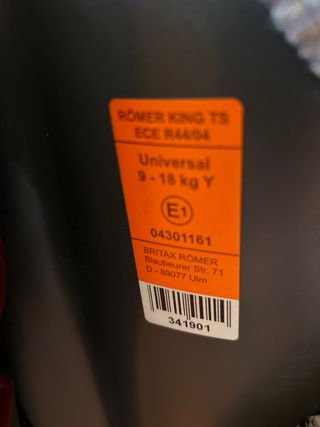 RÖMER KING TS
ECE R44/04
Universal
9 - 18 kg Y
E1
04301161
BRITAX RÖMER
Blaubeurer Str. 71
D - 89077 Ulm
341901